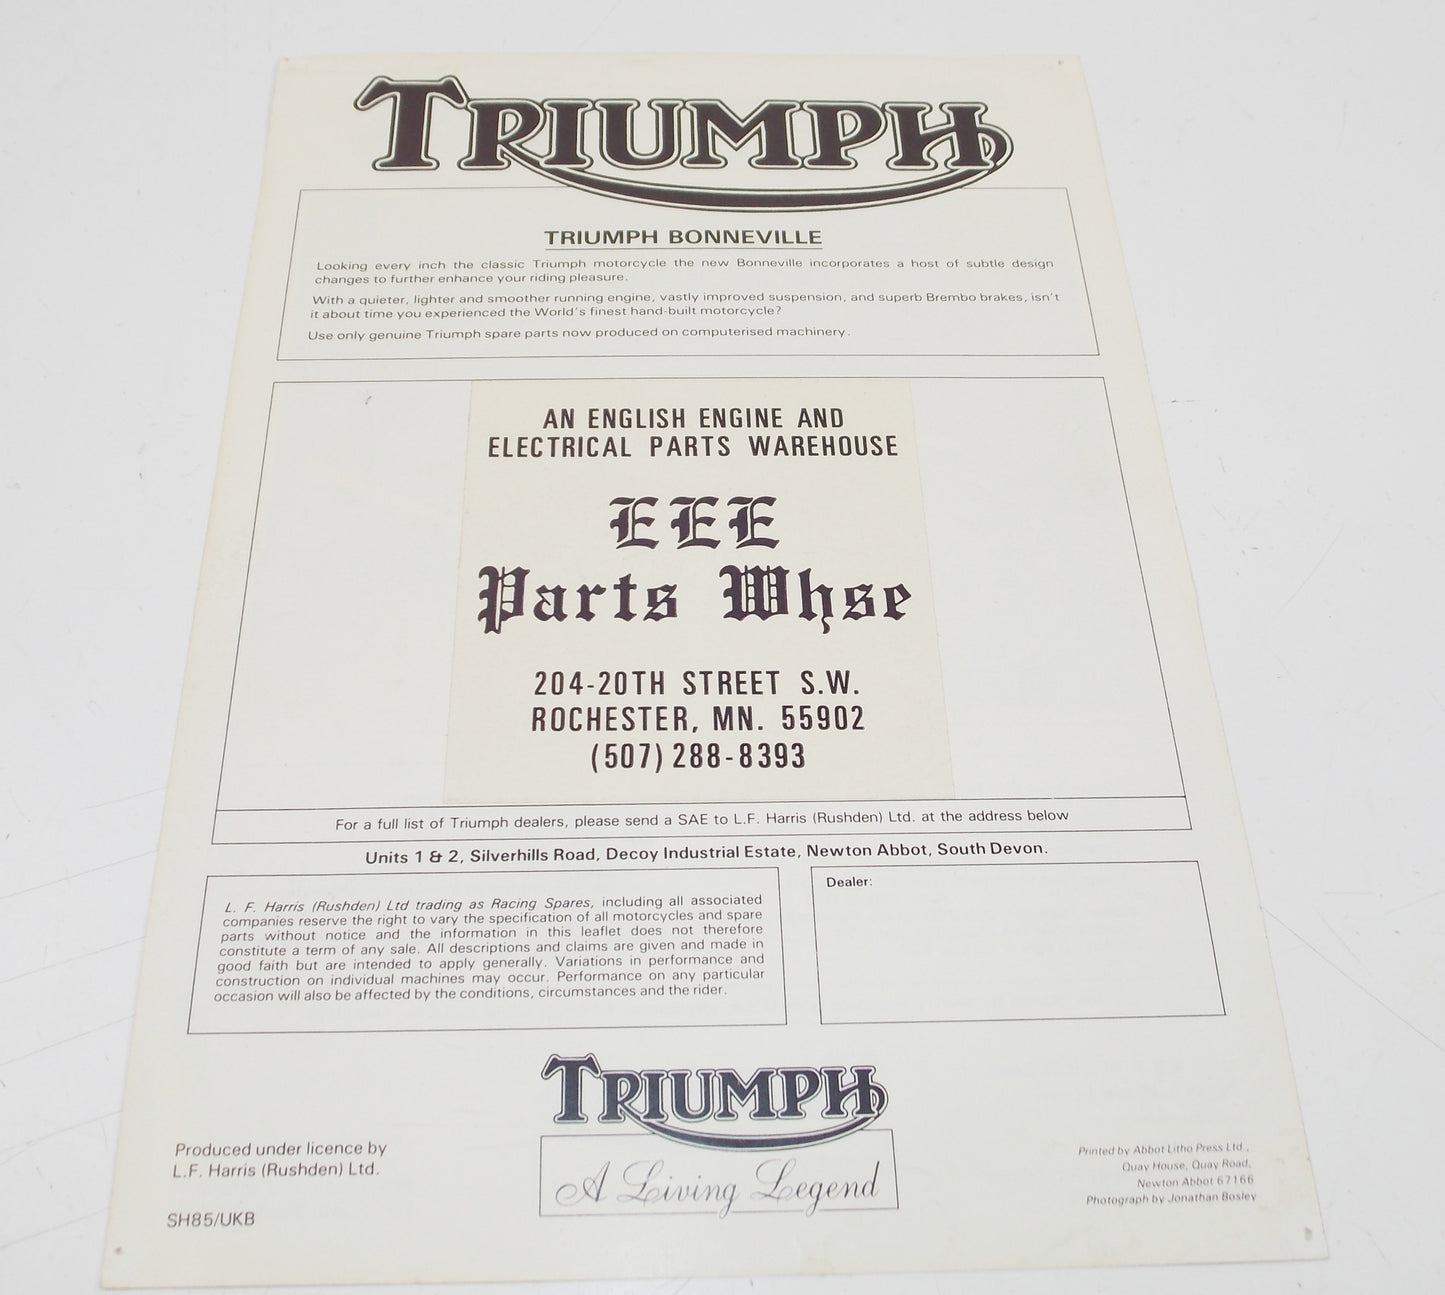 TRIUMPH
TRIUMPH BONNEVILLE
Looking every inch the classic Triumph motorcycle the new Bonneville incorporates a host of subtle design
changes to further enhance your riding pleasure.
With a quieter, lighter and smoother running engine, vastly improved suspension, and superb Brembo brakes, isn't
it about time you experienced the World's finest hand-built motorcycle?
Use only genuine Triumph spare parts now produced on computerised machinery.
AN ENGLISH ENGINE AND
ELECTRICAL PARTS WAREHOUSE
EEE
Parts Whse
204-20TH STREET S.W.
ROCHESTER, MN. 55902
(507) 288-8393
For a full list of Triumph dealers, please send a SAE to L.F. Harris (Rushden) Ltd. at the address below
Units 1 & 2, Silverhills Road, Decoy Industrial Estate, Newton Abbot, South Devon.
L. F. Harris (Rushden) Ltd trading as Racing Spares, including all associated
companies reserve the right to vary the specification of all motorcycles and spare
parts without notice and the information in this leaflet does not therefore
constitute a term of any sale. All descriptions and claims are given and made in
good faith but are intended to apply generally. Variations in performance and
construction on individual machines may occur. Performance on any particular
occasion will also be affected by the conditions, circumstances and the rider.
Dealer:
Produced under licence by
L.F. Harris (Rushden) Ltd.
SH85/UKB
TRIUMPH
A Living Legend
Printed by Abbot Litho Press Ltd.,
Quay House, Quay Road,
Newton Abbot 67166
Photograph by Jonathan Bosley